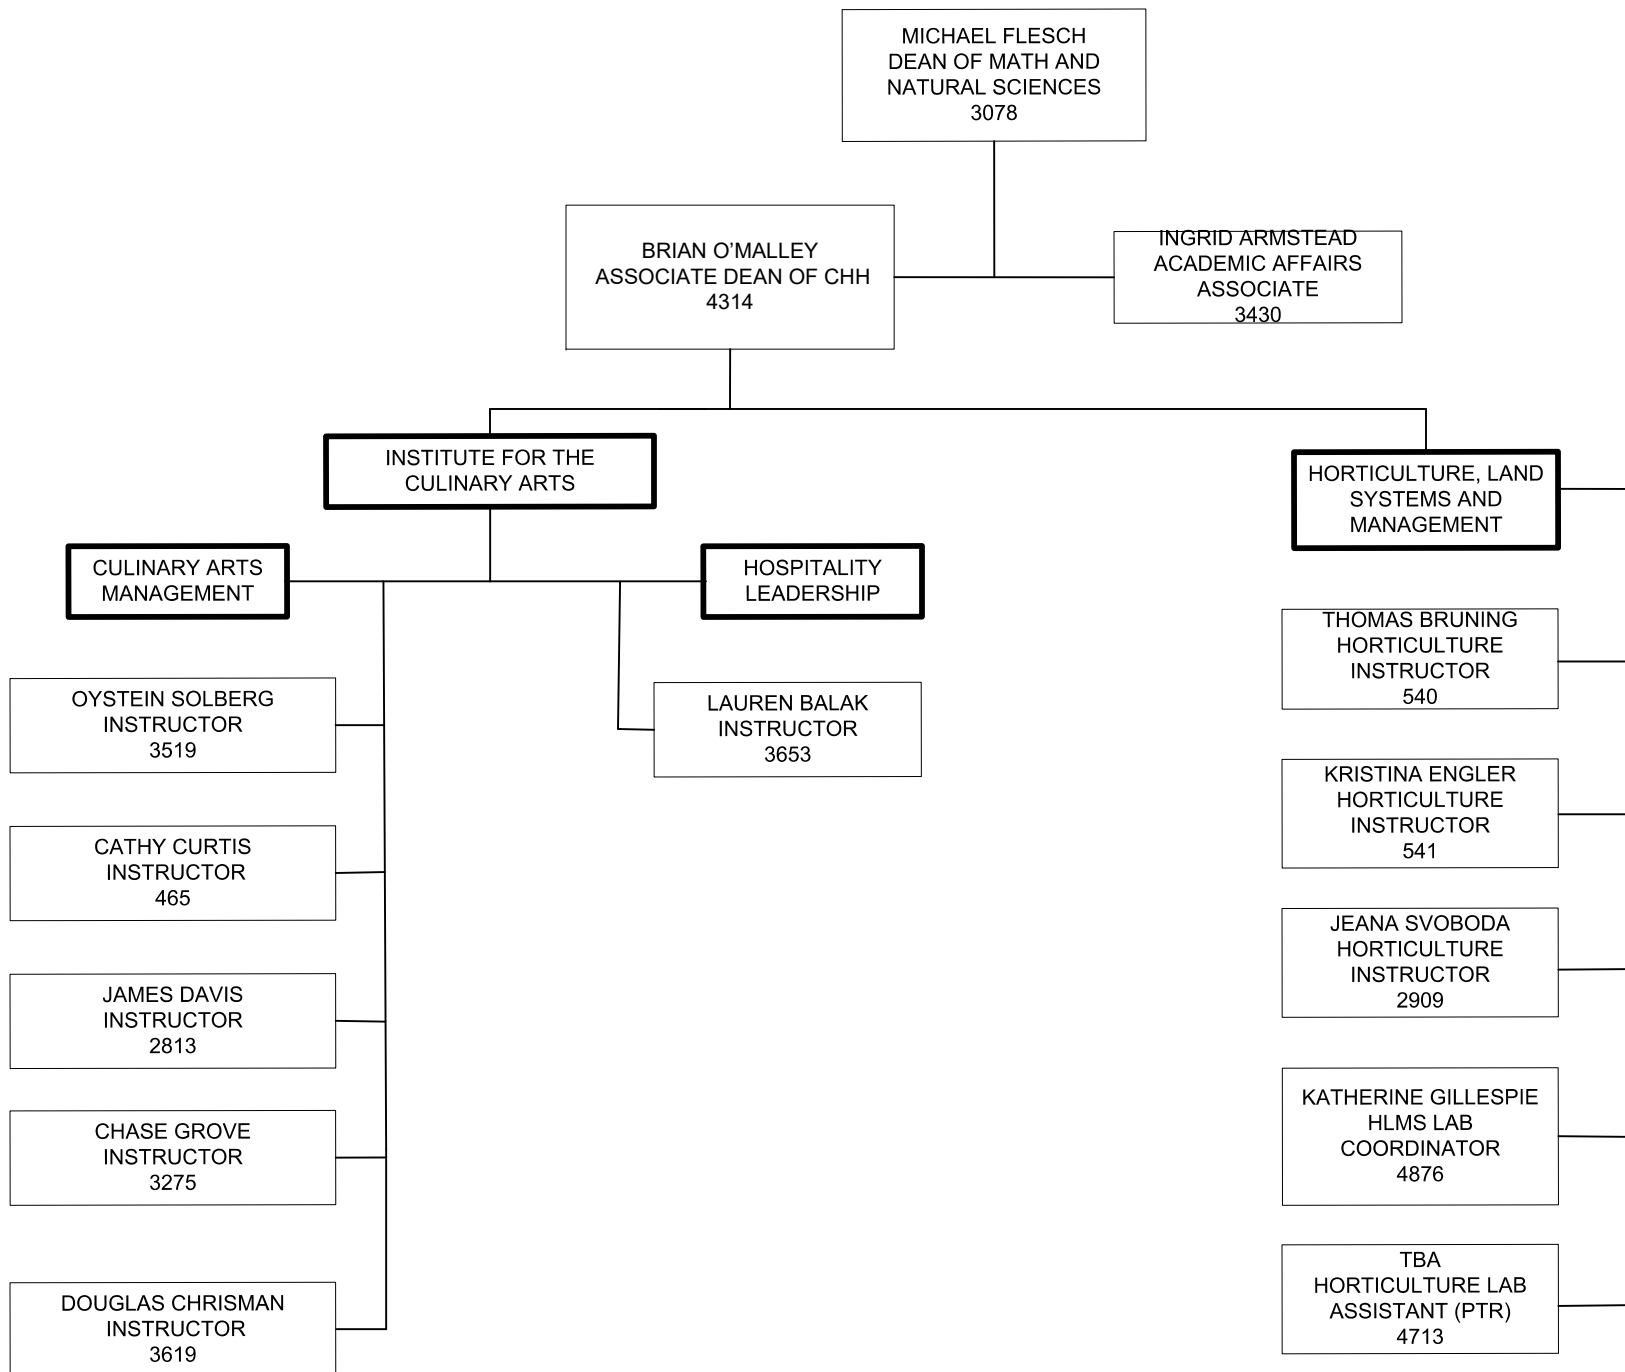 MICHAEL FLESCH
DEAN OF MATH AND
NATURAL SCIENCES
3078
BRIAN O’MALLEY
ASSOCIATE DEAN OF CHH
4314
INGRID ARMSTEAD
ACADEMIC AFFAIRS
ASSOCIATE
3430
INSTITUTE FOR THE
CULINARY ARTS
HORTICULTURE, LAND
SYSTEMS AND
MANAGEMENT
CULINARY ARTS
MANAGEMENT
HOSPITALITY
LEADERSHIP
OYSTEIN SOLBERG
INSTRUCTOR
3519
CATHY CURTIS
INSTRUCTOR
465
JAMES DAVIS
INSTRUCTOR
2813
CHASE GROVE
INSTRUCTOR
3275
DOUGLAS CHRISMAN
INSTRUCTOR
3619
LAUREN BALAK
INSTRUCTOR
3653
THOMAS BRUNING
HORTICULTURE
INSTRUCTOR
540
KRISTINA ENGLER
HORTICULTURE
INSTRUCTOR
541
JEANA SVOBODA
HORTICULTURE
INSTRUCTOR
2909
KATHERINE GILLESPIE
HLMS LAB
COORDINATOR
4876
TBA
HORTICULTURE LAB
ASSISTANT (PTR)
4713